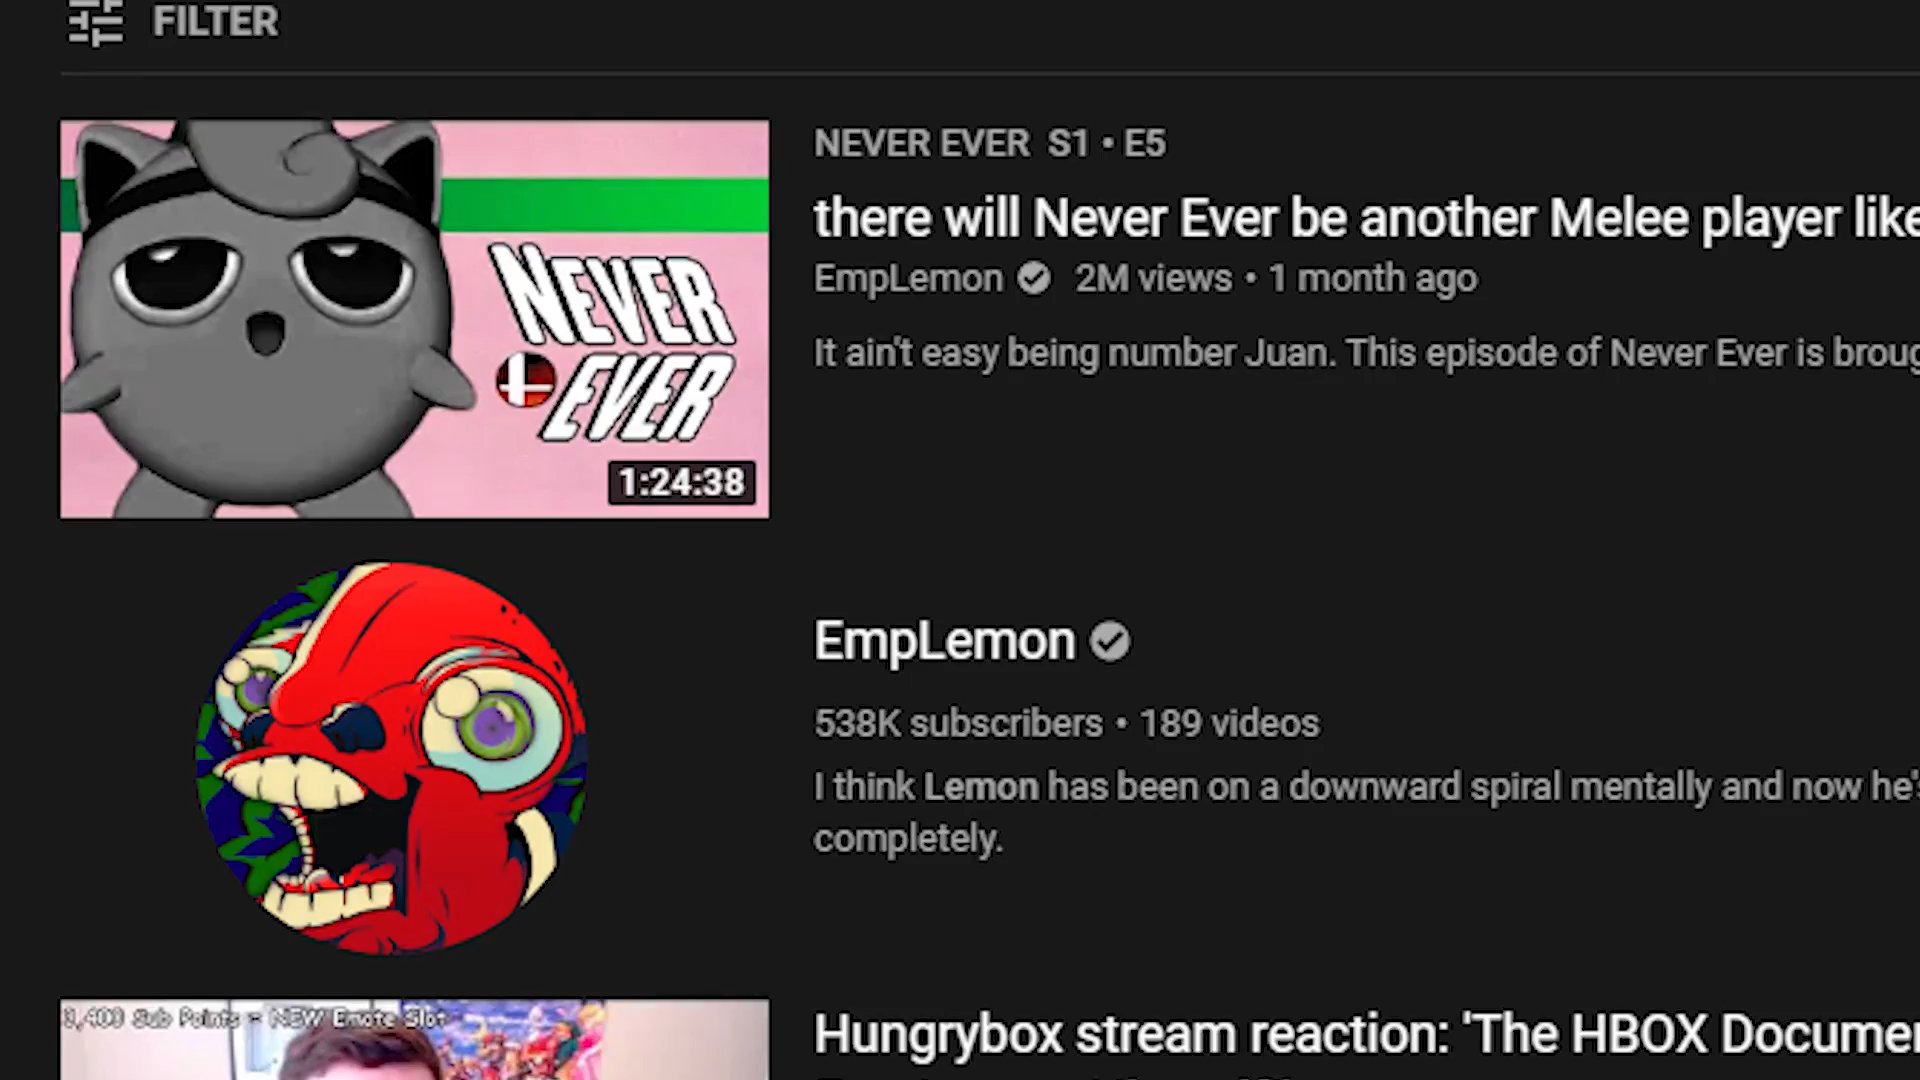 FILTER
NEVER EVER S1 • E5
there will Never Ever be another Melee player like
EmpLemon 2M views • 1 month ago
It ain't easy being number Juan. This episode of Never Ever is
NEVER
EVER
1:24:38
EmpLemon
538K subscribers • 189 videos
I think Lemon has been on a downward spiral mentally and now he's
completely.
Sub Points - NEW Emote Slot
Hungrybox stream reaction: 'The HBOX